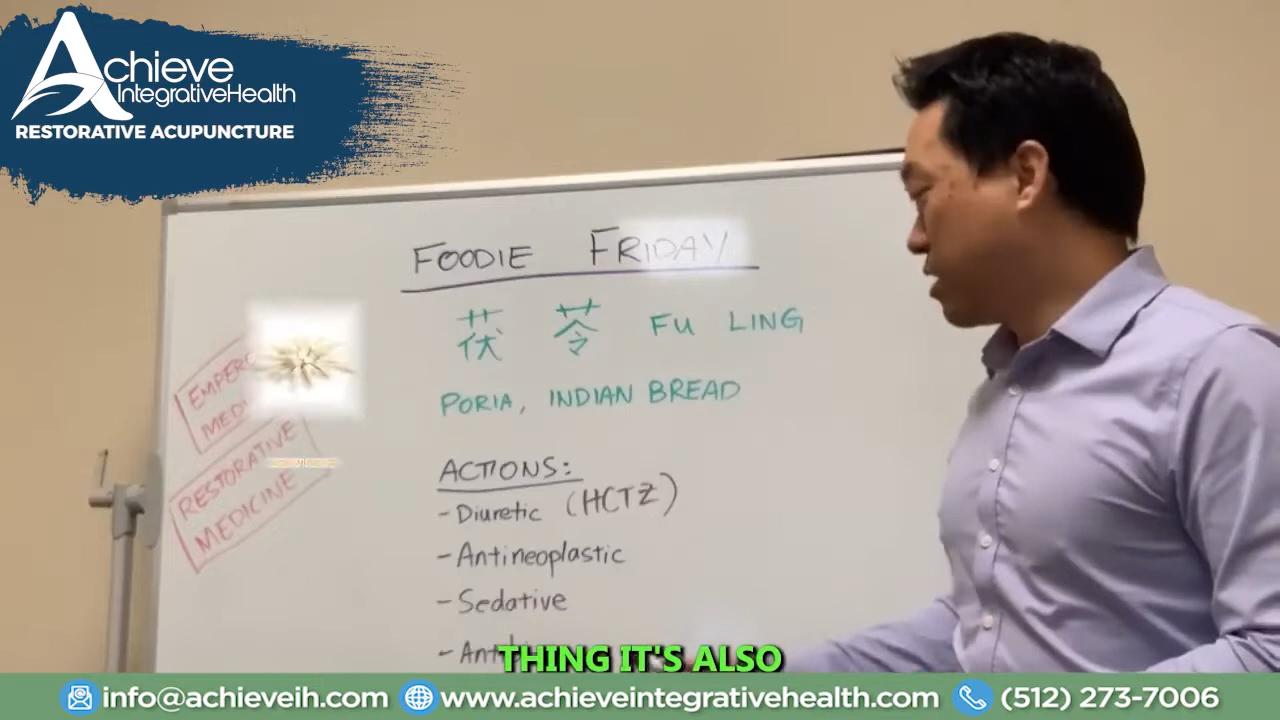 Achieve
IntegrativeHealth
RESTORATIVE ACUPUNCTURE
FOODIE FRIDAY
茯 苓 FU LING
PORIA, INDIAN BREAD
RESTORATIVE
MEDICINE
ACTIONS:
- Diuretic (HCTZ)
- Antineoplastic
- Sedative
THING IT'S ALSO
info@achieveih.com www.achieveintegrativehealth.com (512) 273-7006